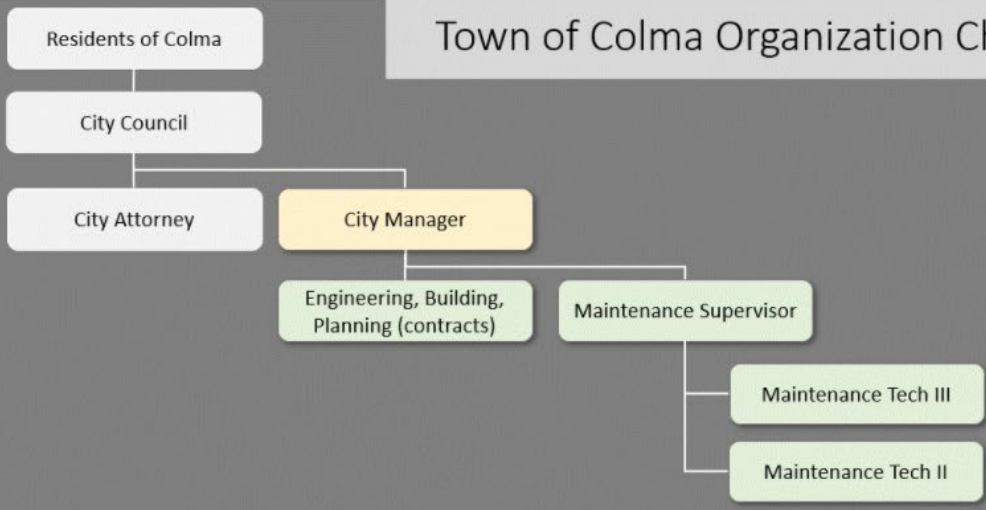 Town of Colma Organization Ch
Residents of Colma
City Council
City Attorney
City Manager
Engineering, Building,
Planning (contracts)
Maintenance Supervisor
Maintenance Tech III
Maintenance Tech II